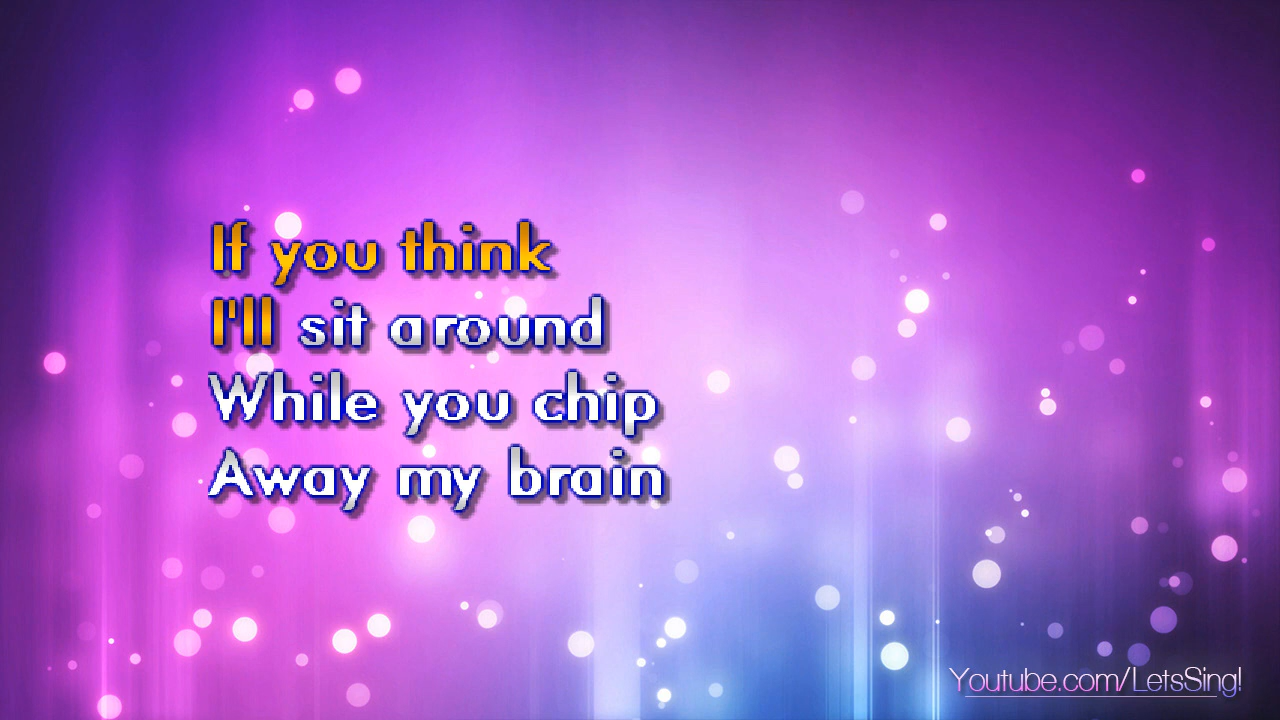 If you think
I'll sit around
While you chip
Away my brain
Youtube.com/LetsSing!